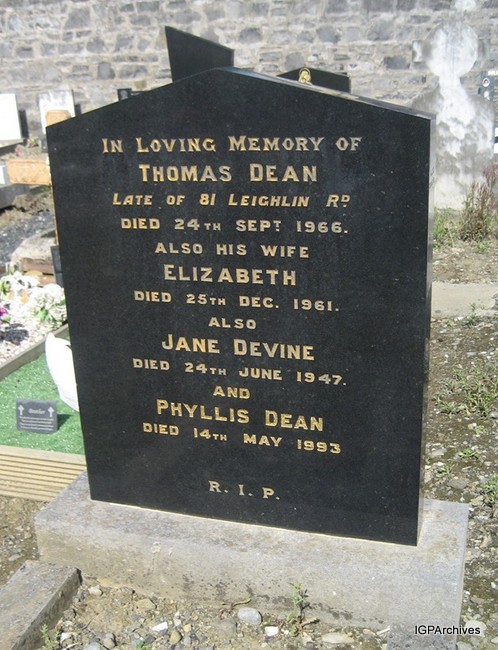 IN LOVING MEMORY OF
THOMAS DEAN
LATE OF 81 LEIGHLIN RD
DIED 24TH SEPT 1966.
ALSO HIS WIFE
ELIZABETH
DIED 25TH DEC. 1961.
ALSO
JANE DEVINE
DIED 24TH JUNE 1947.
AND
PHYLLIS DEAN
DIED 14TH MAY 1993
R. I. P.
IGPArchives